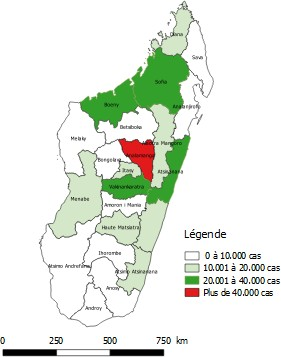 Diana
Sava
Sofia
Boeny
Analanjirofo
Betsiboka
Melaky
Analamanga
Bongolava
Itasy
Atsinanana
Vakinankaratra
Menabe
Amoron i Mania
Haute Matsiatra
Ihorombe
Atsimo Andrefana
Atsimo Atsinanana
Anosy
Androy
Légende
0 à 10.000 cas
10.001 à 20.000 cas
20.001 à 40.000 cas
Plus de 40.000 cas
0 250 500 750 km